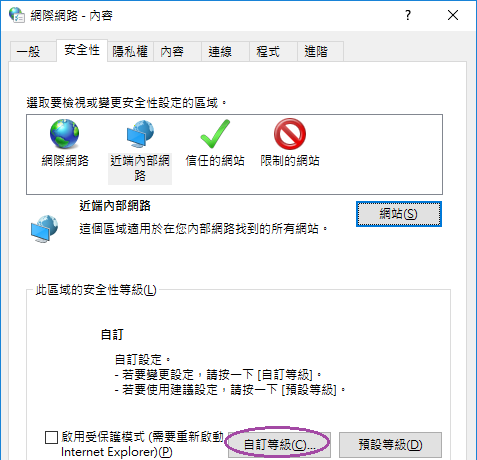 網際網路 - 內容
一般 安全性 隱私權 內容 連線 程式 進階
選取要檢視或變更安全性設定的區域。
網際網路 近端內部網路 信任的網站 限制的網站
近端內部網路
網站(S)
這個區域適用於在您內部網路找到的所有網站。
此區域的安全性等級(L)
自訂
自訂設定。
- 若要變更設定，請按一下 [自訂等級]。
- 若要使用建議設定，請按一下 [預設等級]。
啟用受保護模式 (需要重新啟動
Internet Explorer)(P)
自訂等級(C)... 預設等級(D)